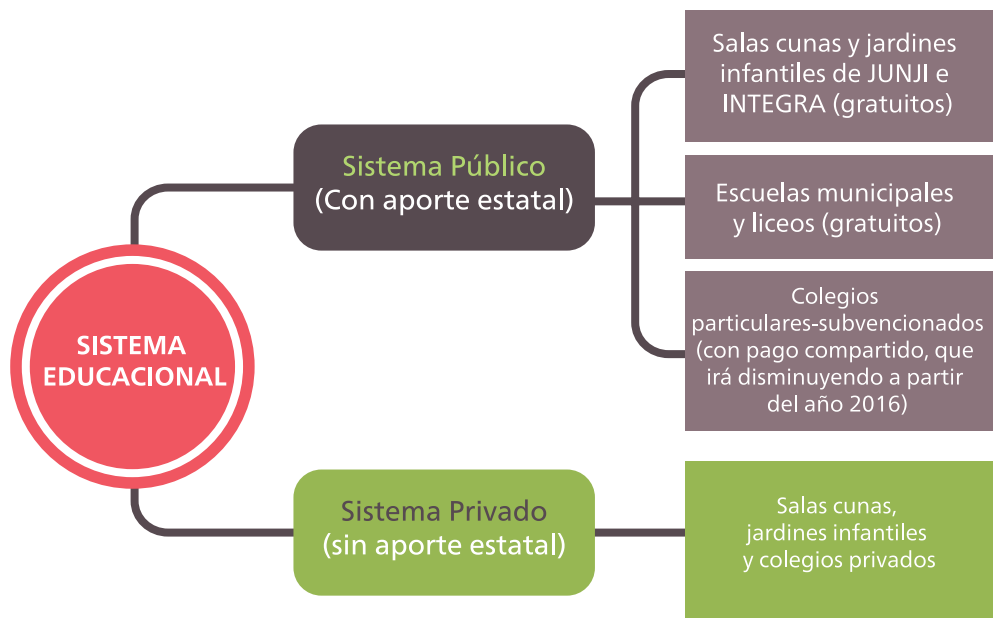 SISTEMA
EDUCACIONAL
Sistema Público
(Con aporte estatal)
Salas cunas y jardines
infantiles de JUNJI e
INTEGRA (gratuitos)
Escuelas municipales
y liceos (gratuitos)
Colegios
particulares-subvencionados
(con pago compartido, que
irá disminuyendo a partir
del año 2016)
Sistema Privado
(sin aporte estatal)
Salas cunas,
jardines infantiles
y colegios privados